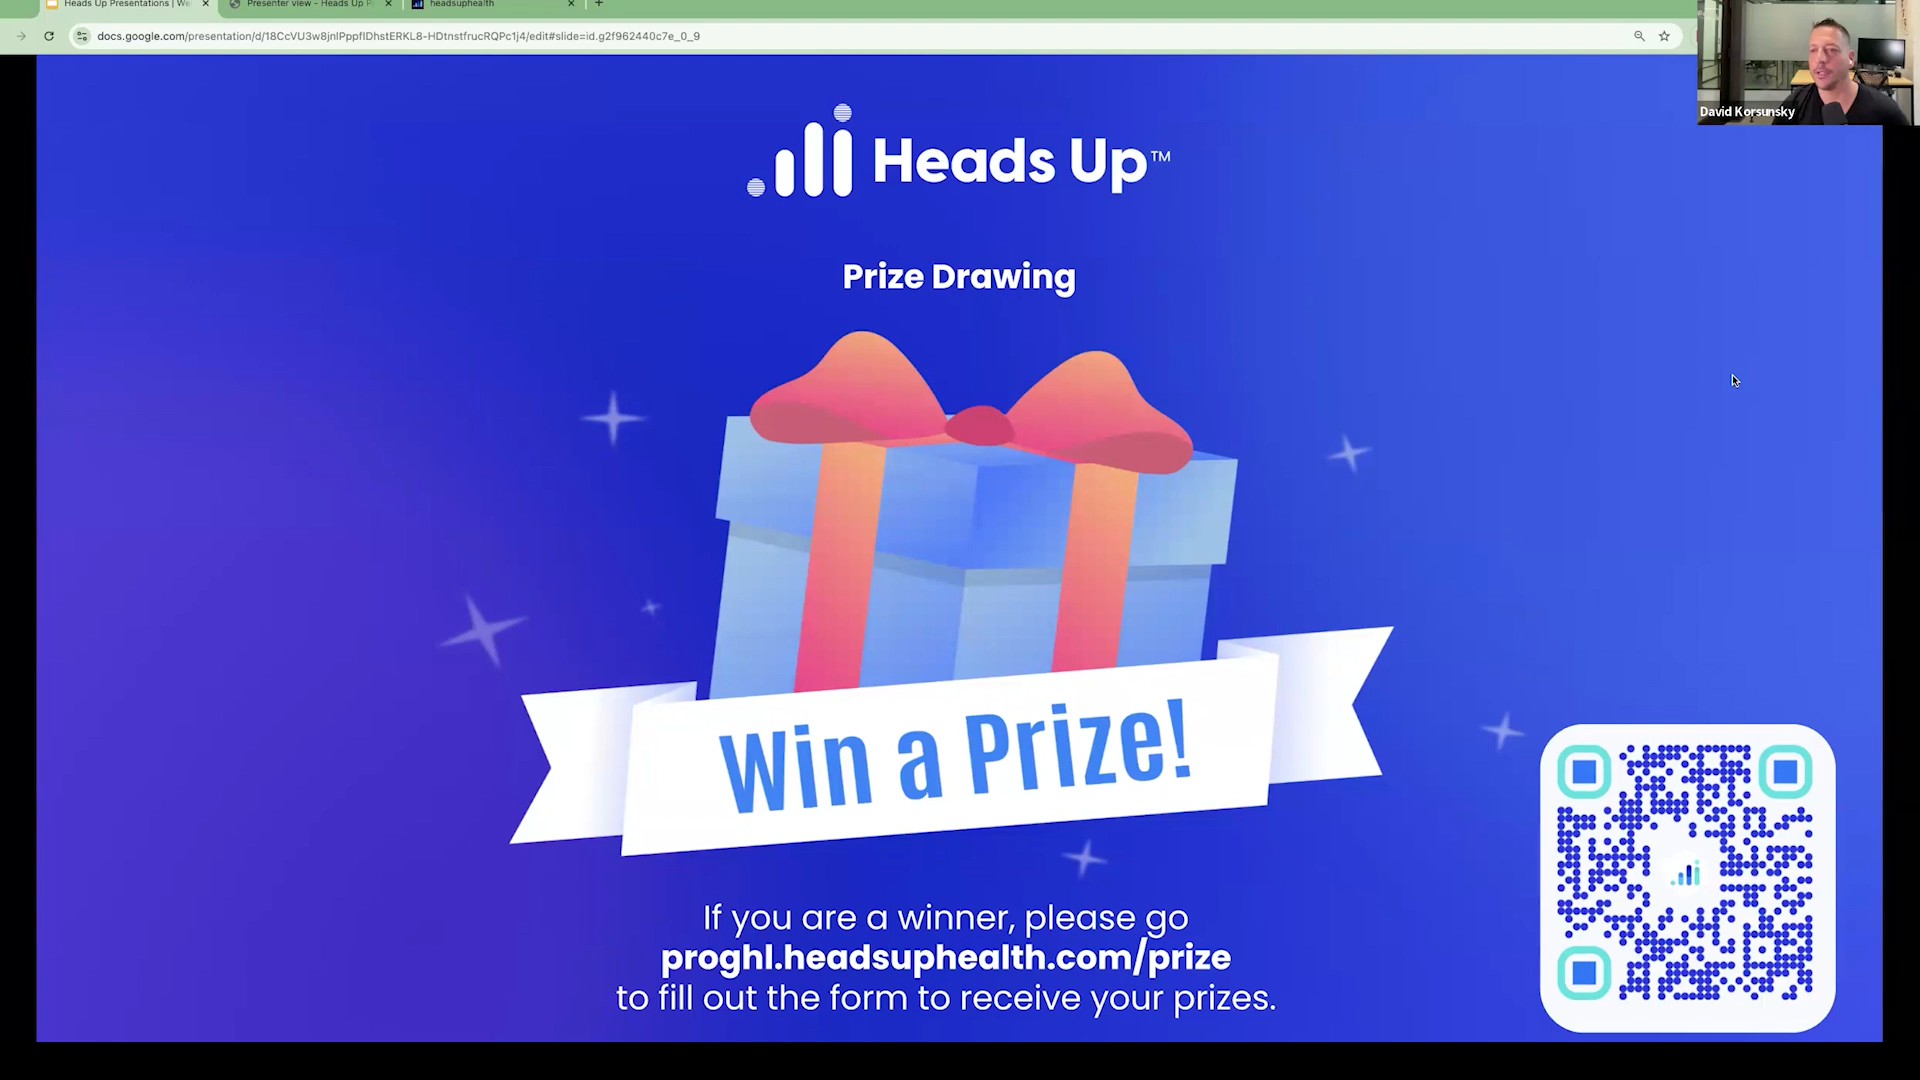 Heads Up Presentations | We
Presenter view - Heads Up P
headsuphealth
docs.google.com/presentation/d/18CcVU3w8jnIPppfIDhstERKL8-HDtnstfrucRQPc1j4/edit#slide=id.g2f962440c7e_0_9
David Korsunsky
Heads Up™
Prize Drawing
Win a Prize!
If you are a winner, please go
proghl.headsuphealth.com/prize
to fill out the form to receive your prizes.